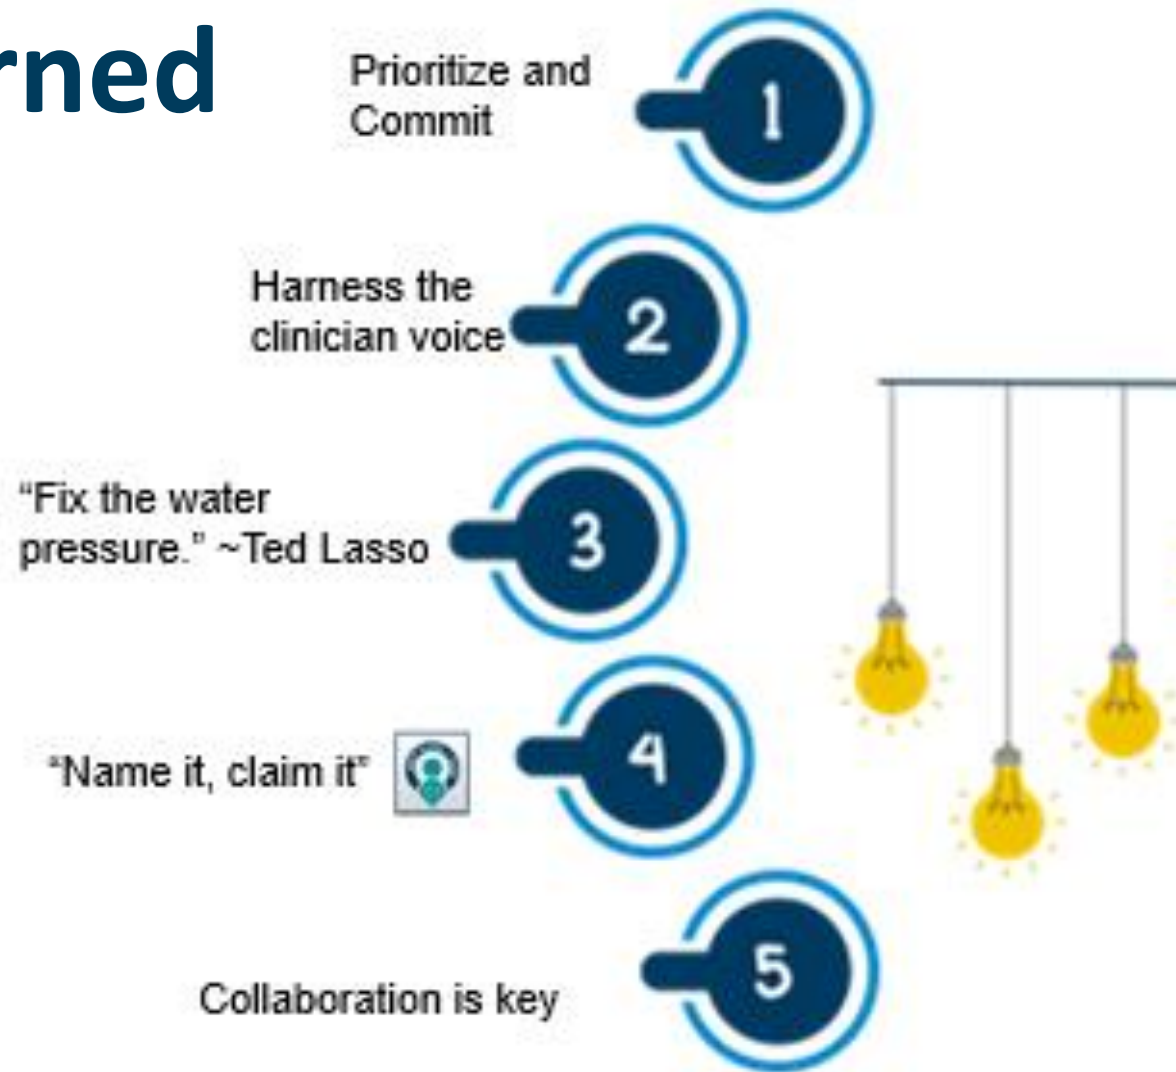 rned
Prioritize and
Commit
1
Harness the
clinician voice
2
“Fix the water
pressure.” ~Ted Lasso
3
“Name it, claim it”
4
Collaboration is key
5